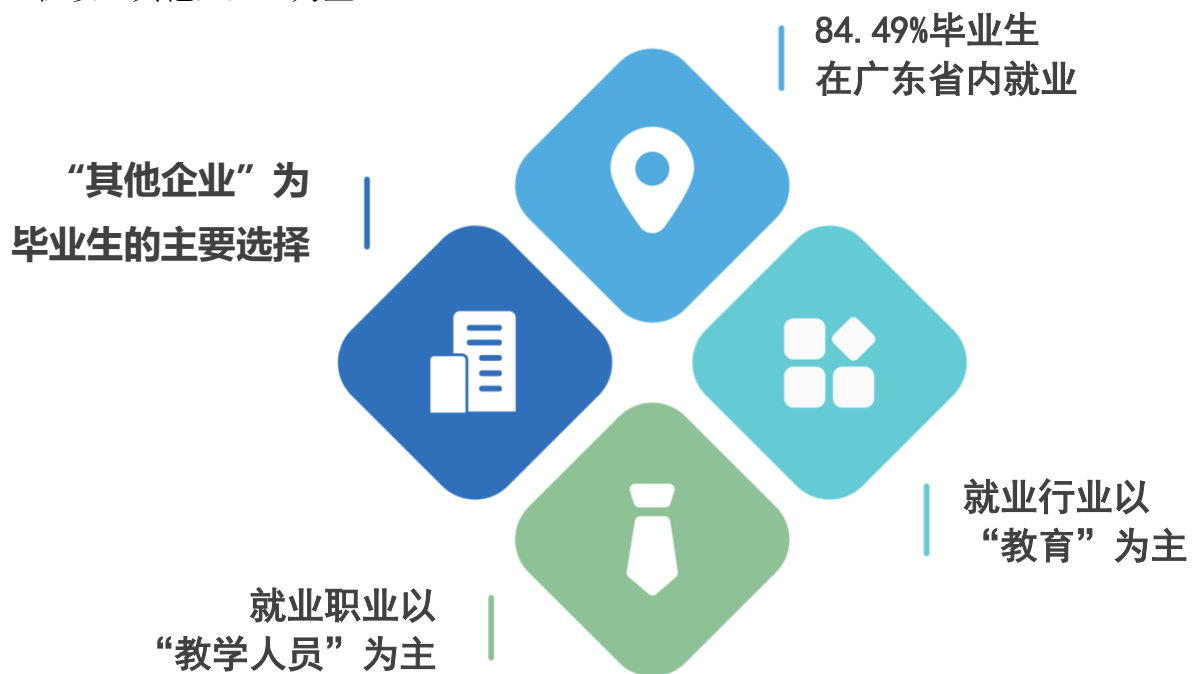 84.49%毕业生
在广东省内就业
“其他企业”为
毕业生的主要选择
就业行业以
“教育”为主
就业职业以
“教学人员”为主